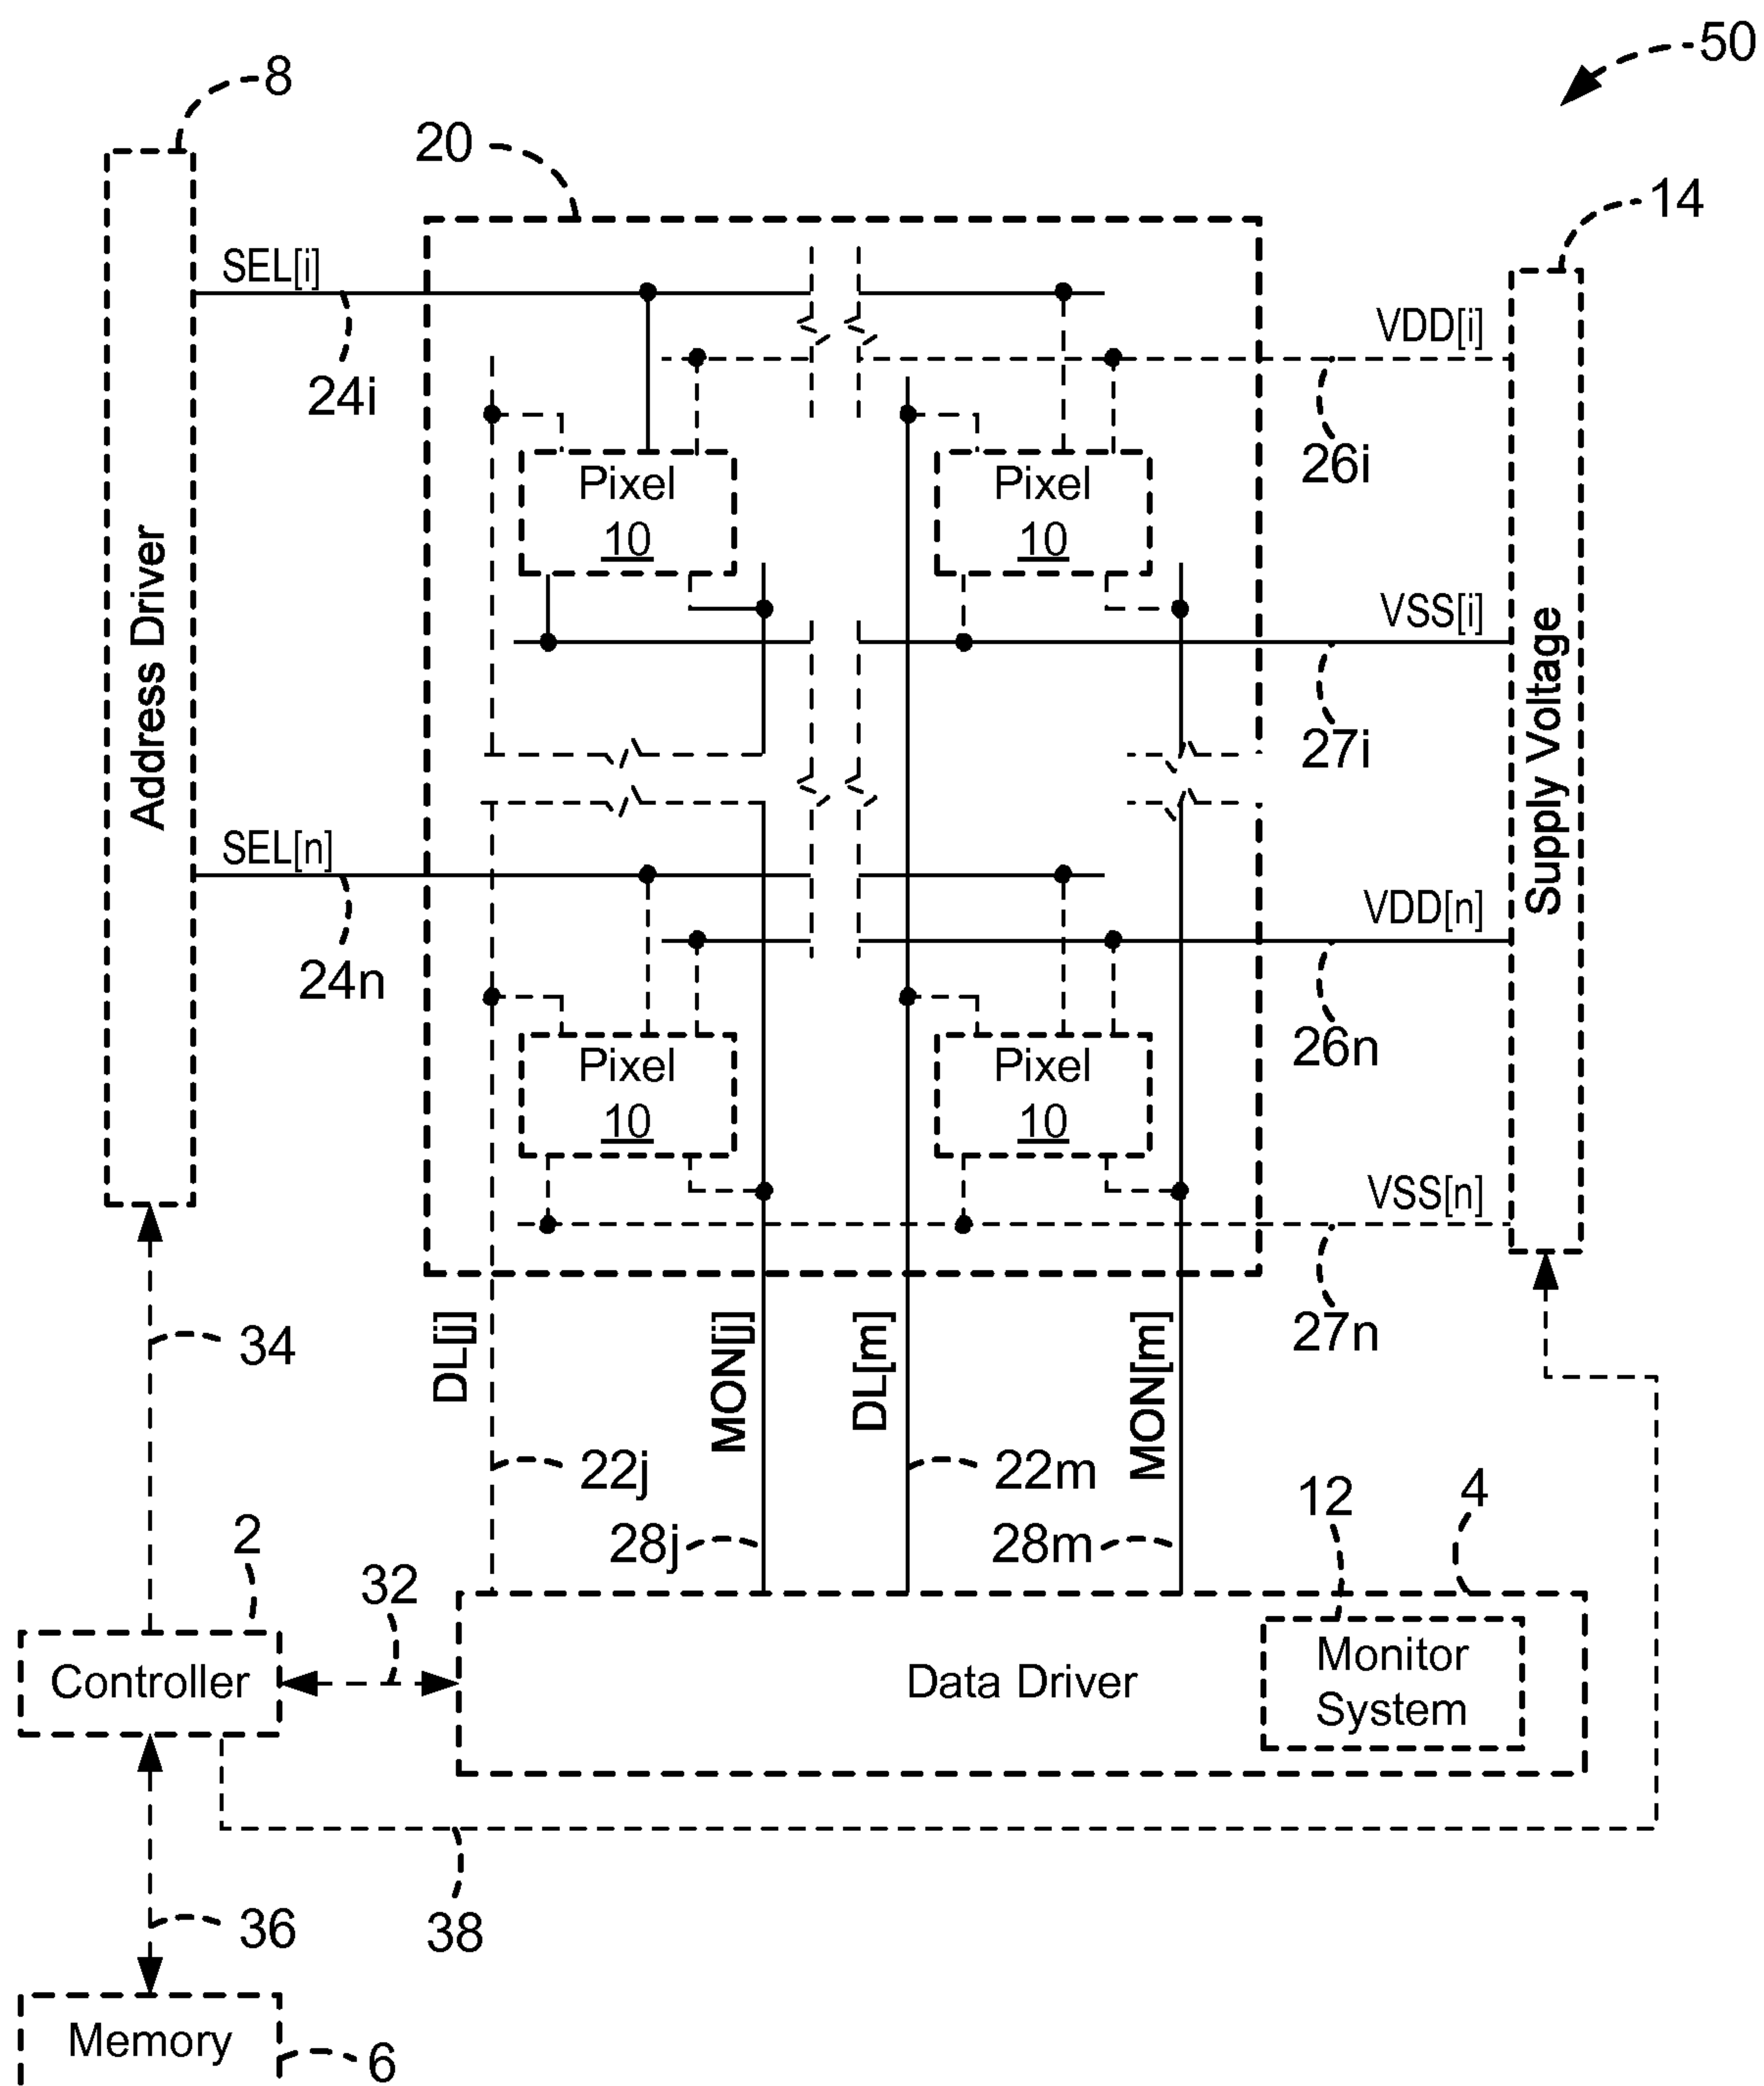 50
8
20
14
SEL[i]
VDD[i]
24i
26i
Pixel
10
Pixel
10
Address Driver
VSS[i]
Supply Voltage
27i
SEL[n]
VDD[n]
24n
26n
Pixel
10
Pixel
10
VSS[n]
27n
34
DL[j]
MON[j]
DL[m]
MON[m]
22j
22m
12
4
2
28j
28m
32
Controller
Data Driver
Monitor
System
36
38
Memory
6